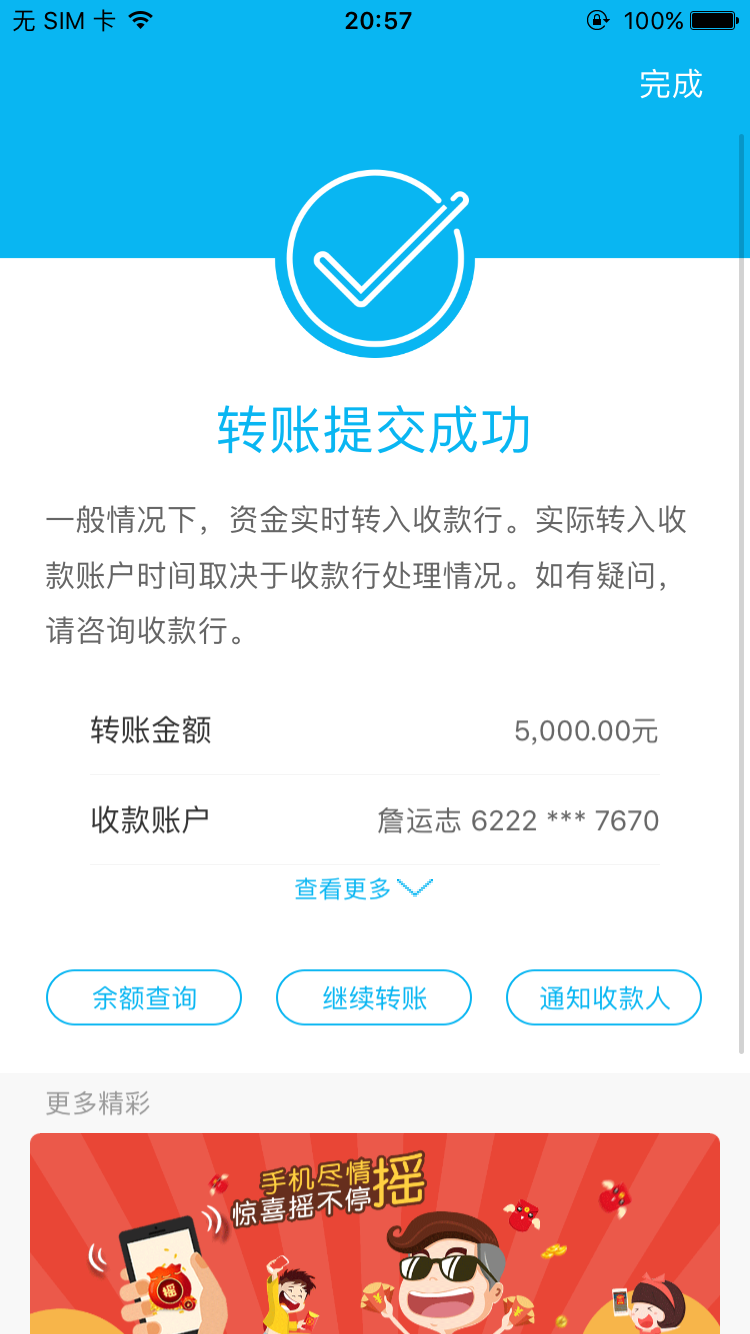 无 SIM 卡 20:57 100%
完成
转账提交成功
一般情况下，资金实时转入收款行。实际转入收
款账户时间取决于收款行处理情况。如有疑问，
请咨询收款行。
转账金额 5,000.00元
收款账户 詹运志 6222 *** 7670
查看更多
余额查询 继续转账 通知收款人
更多精彩
手机尽情摇
惊喜摇不停
摇